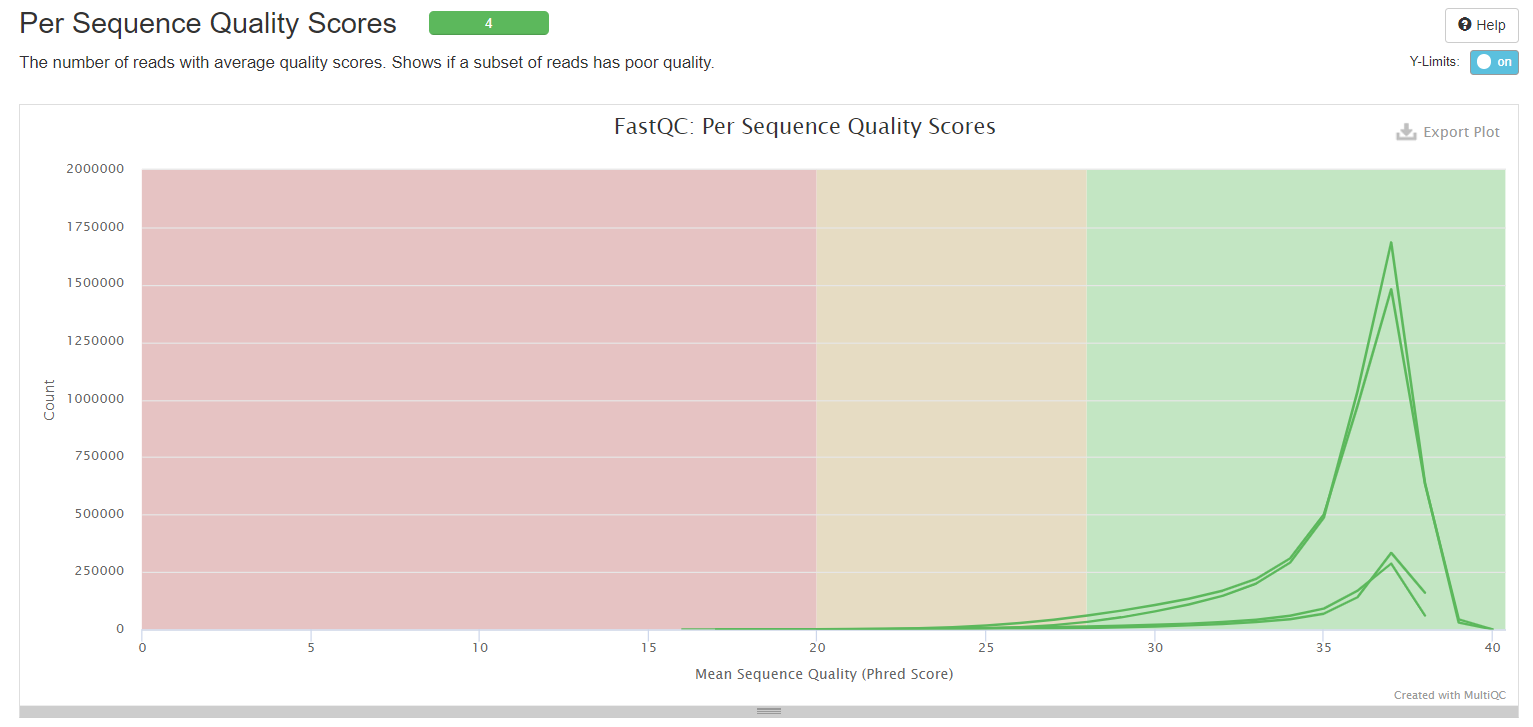 Per Sequence Quality Scores
4
Help
The number of reads with average quality scores. Shows if a subset of reads has poor quality.
Y-Limits:
on
FastQC: Per Sequence Quality Scores
Export Plot
2000000
1750000
1500000
1250000
1000000
750000
500000
250000
0
Count
0 5 10 15 20 25 30 35 40
Mean Sequence Quality (Phred Score)
Created with MultiQC